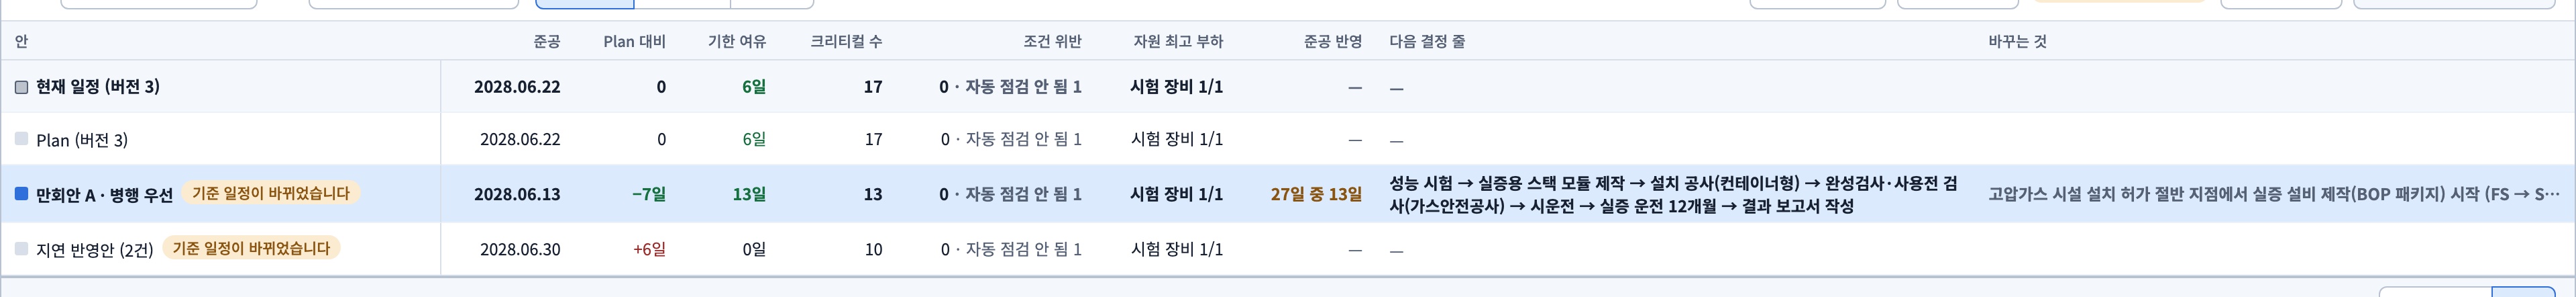 안 준공 Plan 대비 기한 여유 크리티컬 수 조건 위반 자원 최고 부하 준공 반영 다음 결정 줄 바꾸는 것
현재 일정 (버전 3) 2028.06.22 0 6일 17 0 · 자동 점검 안 됨 1 시험 장비 1/1 — —
Plan (버전 3) 2028.06.22 0 6일 17 0 · 자동 점검 안 됨 1 시험 장비 1/1 — —
만회안 A · 병행 우선 기준 일정이 바뀌었습니다 2028.06.13 −7일 13일 13 0 · 자동 점검 안 됨 1 시험 장비 1/1 27일 중 13일 성능 시험 → 실증용 스택 모듈 제작 → 설치 공사(컨테이너형) → 완성검사·사용전 검
사(가스안전공사) → 시운전 → 실증 운전 12개월 → 결과 보고서 작성 고압가스 시설 설치 허가 절반 지점에서 실증 설비 제작(BOP 패키지) 시작 (FS → S…
지연 반영안 (2건) 기준 일정이 바뀌었습니다 2028.06.30 +6일 0일 10 0 · 자동 점검 안 됨 1 시험 장비 1/1 — —